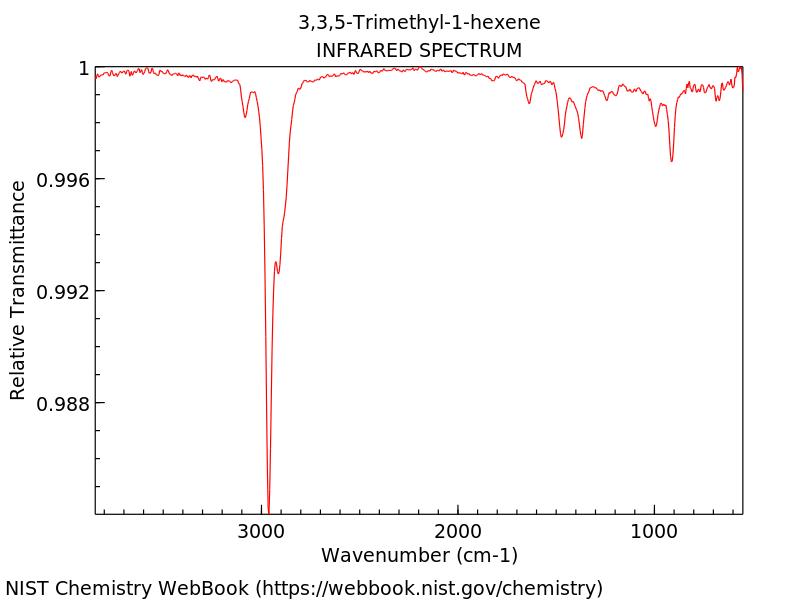 3,3,5-Trimethyl-1-hexene
INFRARED SPECTRUM
1
0.996
0.992
0.988
Relative Transmittance
3000 2000 1000
Wavenumber (cm-1)
NIST Chemistry WebBook (https://webbook.nist.gov/chemistry)